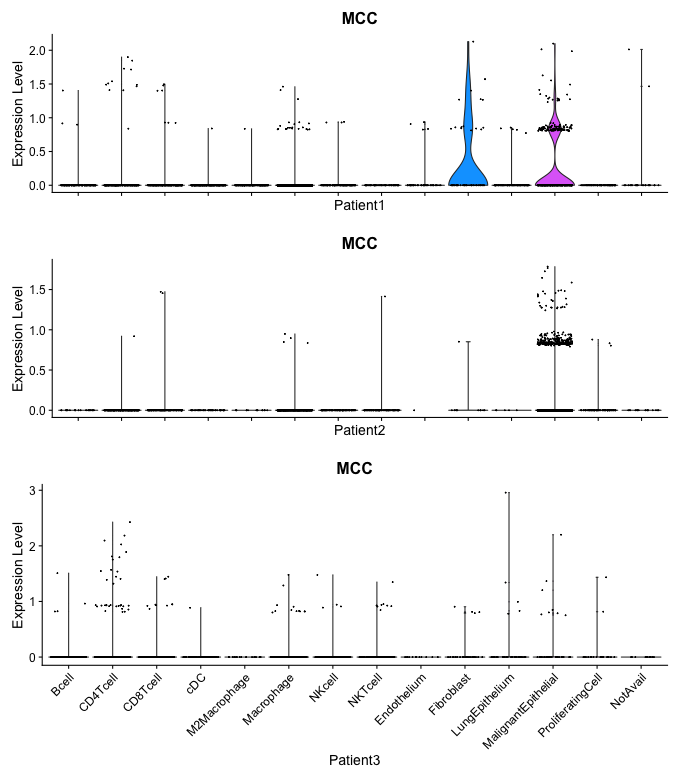 MCC
Expression Level
2.0
1.5
1.0
0.5
0.0
Patient1
MCC
Expression Level
1.5
1.0
0.5
0.0
Patient2
MCC
Expression Level
3
2
1
0
Bcell
CD4Tcell
CD8Tcell
cDC
M2Macrophage
Macrophage
NKcell
NKTcell
Endothelium
Fibroblast
LungEpithelium
MalignantEpithelial
ProliferatingCell
NotAvail
Patient3